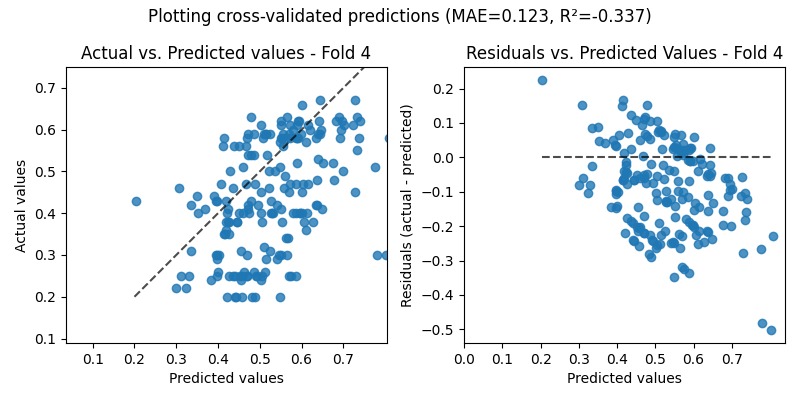 Plotting cross-validated predictions (MAE=0.123, R²=-0.337)
Actual vs. Predicted values - Fold 4
Actual values
0.7
0.6
0.5
0.4
0.3
0.2
0.1
0.1 0.2 0.3 0.4 0.5 0.6 0.7
Predicted values
Residuals vs. Predicted Values - Fold 4
Residuals (actual - predicted)
0.2
0.1
0.0
−0.1
−0.2
−0.3
−0.4
−0.5
0.0 0.1 0.2 0.3 0.4 0.5 0.6 0.7
Predicted values